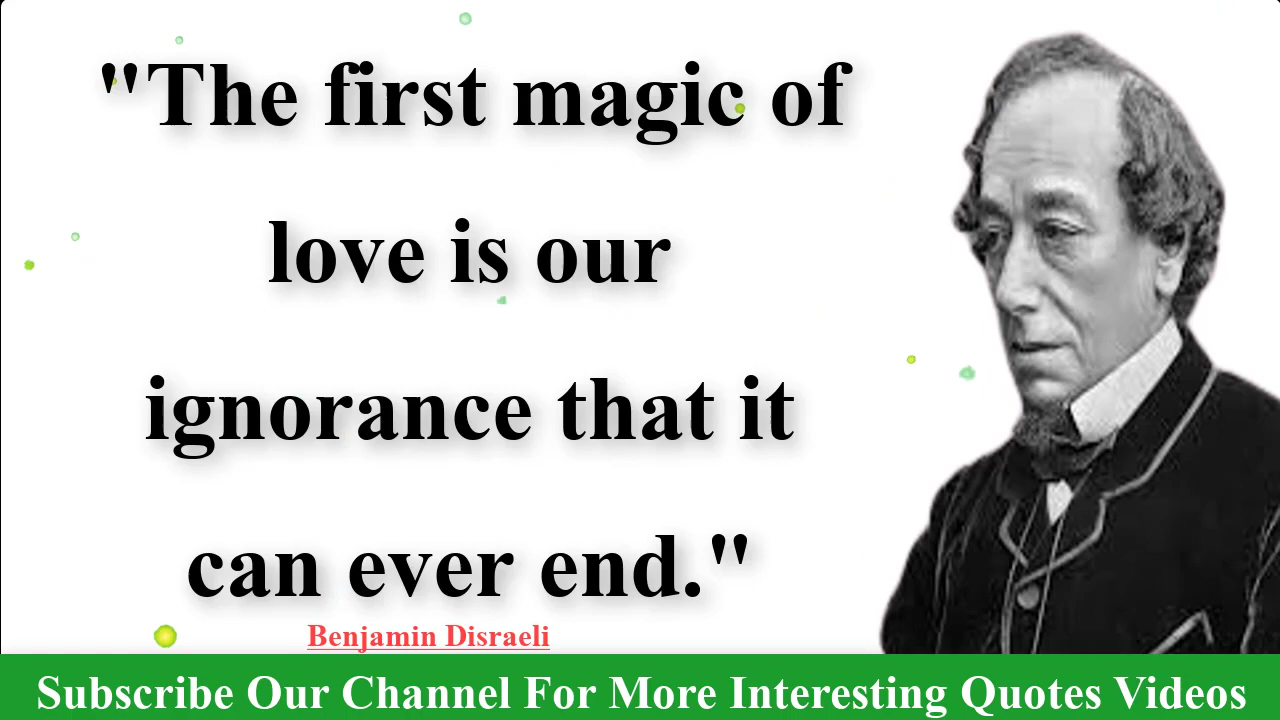 "The first magic of
love is our
ignorance that it
can ever end."
Benjamin Disraeli
Subscribe Our Channel For More Interesting Quotes Videos